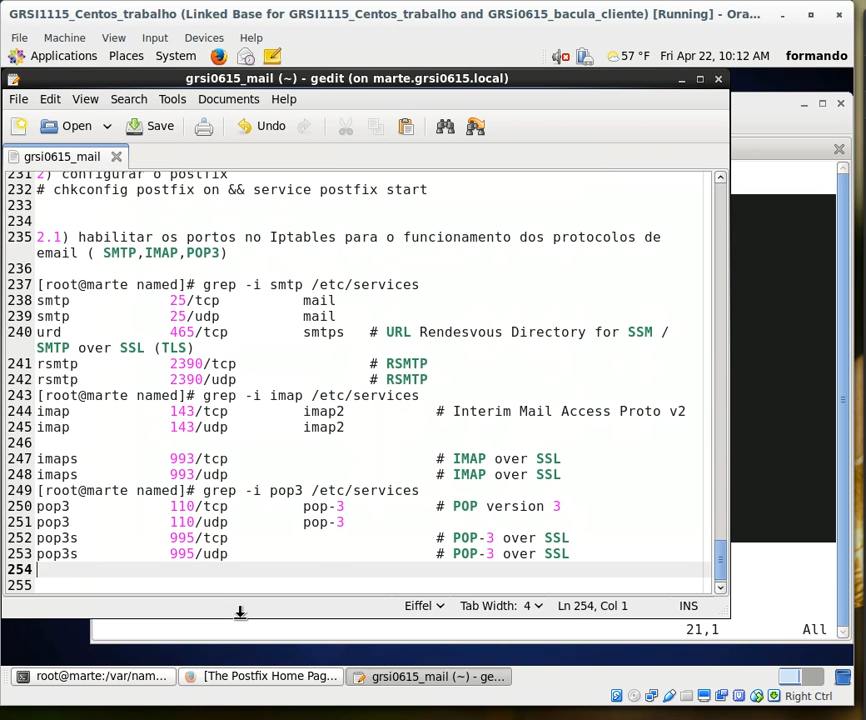 GRSI1115_Centos_trabalho (Linked Base for GRSI1115_Centos_trabalho and GRSi0615_bacula_cliente) [Running] - Ora...
File Machine View Input Devices Help
Applications Places System 57 °F Fri Apr 22, 10:12 AM formando
grsi0615_mail (~) - gedit (on marte.grsi0615.local)
File Edit View Search Tools Documents Help
Open Save Undo
grsi0615_mail
231 2) configurar o postfix
232 # chkconfig postfix on && service postfix start
233
234
235 2.1) habilitar os portos no Iptables para o funcionamento dos protocolos de
email ( SMTP,IMAP,POP3)
236
237 [root@marte named]# grep -i smtp /etc/services
238 smtp 25/tcp mail
239 smtp 25/udp mail
240 urd 465/tcp smtps # URL Rendesvous Directory for SSM /
SMTP over SSL (TLS)
241 rsmtp 2390/tcp # RSMTP
242 rsmtp 2390/udp # RSMTP
243 [root@marte named]# grep -i imap /etc/services
244 imap 143/tcp imap2 # Interim Mail Access Proto v2
245 imap 143/udp imap2
246
247 imaps 993/tcp # IMAP over SSL
248 imaps 993/udp # IMAP over SSL
249 [root@marte named]# grep -i pop3 /etc/services
250 pop3 110/tcp pop-3 # POP version 3
251 pop3 110/udp pop-3
252 pop3s 995/tcp # POP-3 over SSL
253 pop3s 995/udp # POP-3 over SSL
254
255
Eiffel Tab Width: 4 Ln 254, Col 1 INS
21,1 All
root@marte:/var/nam... [The Postfix Home Pag... grsi0615_mail (~) - ge...
Right Ctrl